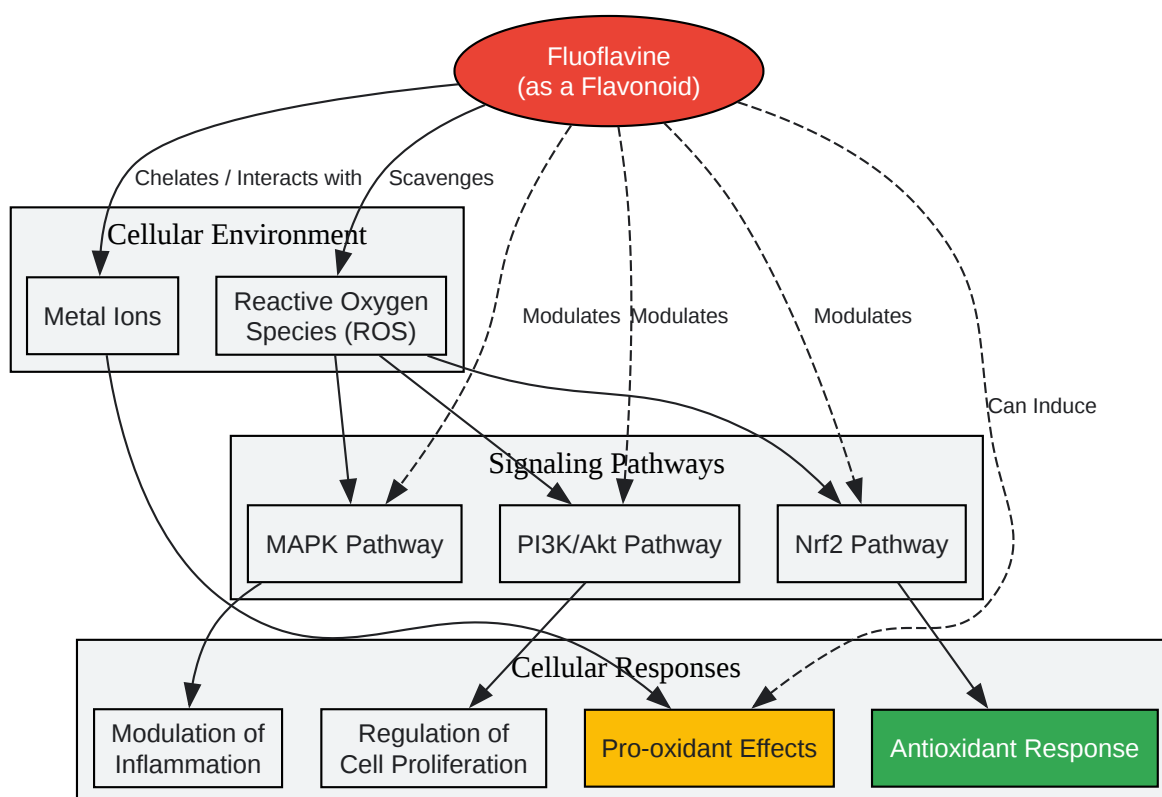 Fluoflavine
(as a Flavonoid)
Chelates / Interacts with
Scavenges
Cellular Environment
Metal Ions
Reactive Oxygen
Species (ROS)
Modulates
Modulates
Modulates
Can Induce
Signaling Pathways
MAPK Pathway
PI3K/Akt Pathway
Nrf2 Pathway
Cellular Responses
Modulation of
Inflammation
Regulation of
Cell Proliferation
Pro-oxidant Effects
Antioxidant Response